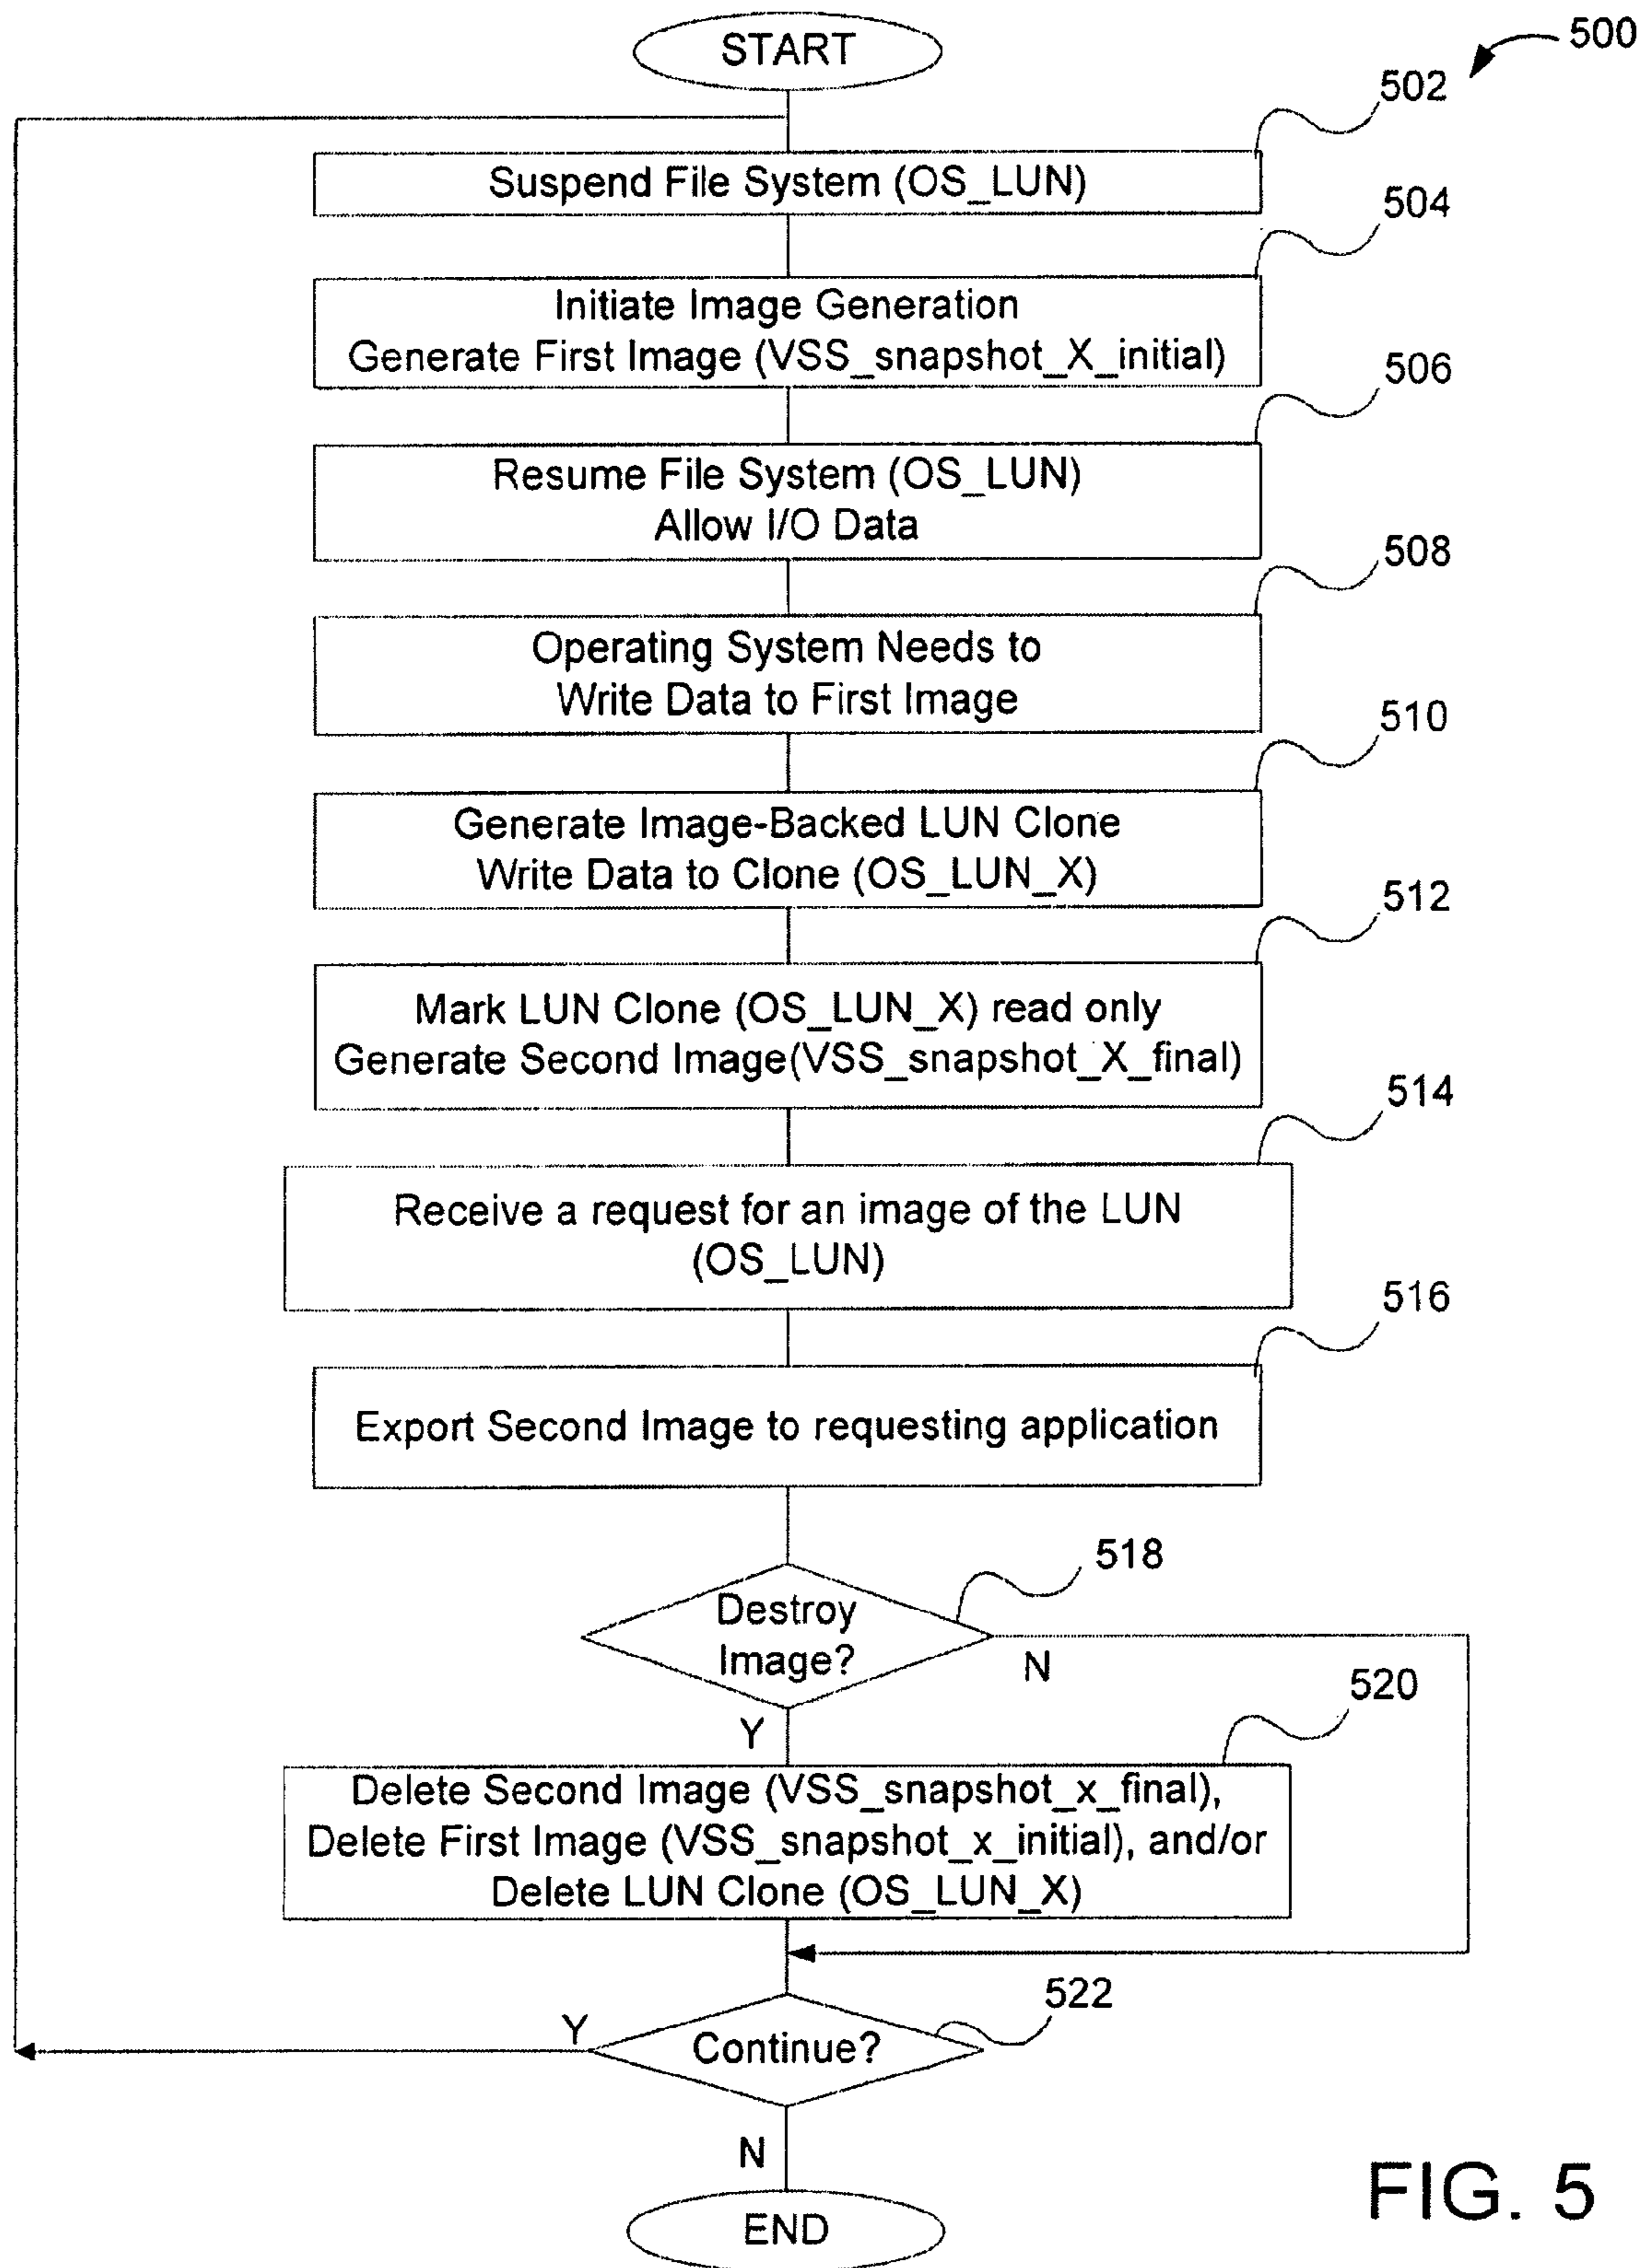 START
500
502
Suspend File System (OS_LUN)
504
Initiate Image Generation
Generate First Image (VSS_snapshot_X_initial)
506
Resume File System (OS_LUN)
Allow I/O Data
508
Operating System Needs to
Write Data to First Image
510
Generate Image-Backed LUN Clone
Write Data to Clone (OS_LUN_X)
512
Mark LUN Clone (OS_LUN_X) read only
Generate Second Image(VSS_snapshot_X_final)
514
Receive a request for an image of the LUN
(OS_LUN)
516
Export Second Image to requesting application
518
Destroy
Image?
N
Y
520
Delete Second Image (VSS_snapshot_x_final),
Delete First Image (VSS_snapshot_x_initial), and/or
Delete LUN Clone (OS_LUN_X)
522
Y
Continue?
N
END
FIG. 5